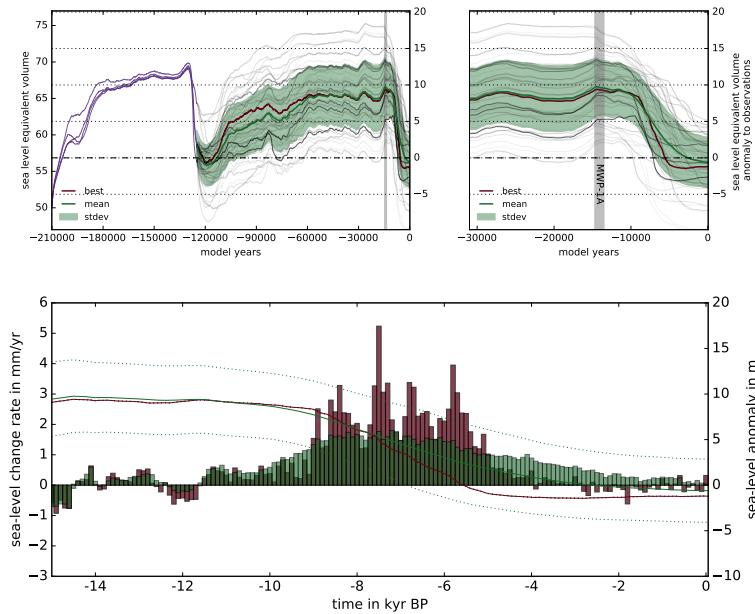 75
70
65
60
55
50
sea level equivalent volume
20
15
10
5
0
−5
best
mean
stdev
−210000 −180000 −150000 −120000 −90000 −60000 −30000 0
model years
20
15
10
5
0
−5
sea level equivalent volume
anomaly to observations
MWP-1A
best
mean
stdev
−30000 −20000 −10000 0
model years
6
5
4
3
2
1
0
−1
−2
−3
sea-level change rate in mm/yr
20
15
10
5
0
−5
−10
sea-level anomaly in m
-14 -12 -10 -8 -6 -4 -2 0
time in kyr BP